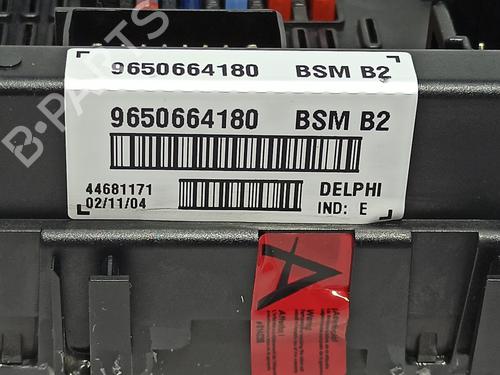 9650664180 BSM B2
9650664180 BSM B2
44681171 DELPHI
02/11/04 IND: E
B-PARTS
A